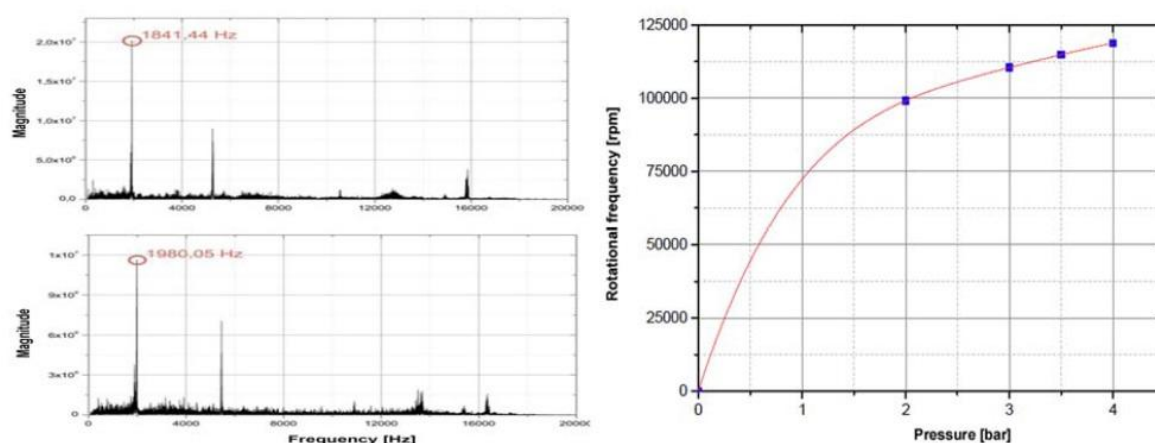 1841,44 Hz
2,0x10⁷
1,5x10⁷
1,0x10⁷
5,0x10⁶
0,0
Magnitude
0 4000 8000 12000 16000 20000
1980,05 Hz
9x10⁶
6x10⁶
3x10⁶
0
Magnitude
0 4000 8000 12000 16000 20000
Frequency [Hz]
125000
100000
75000
50000
25000
0
Rotational frequency [rpm]
0 1 2 3 4
Pressure [bar]